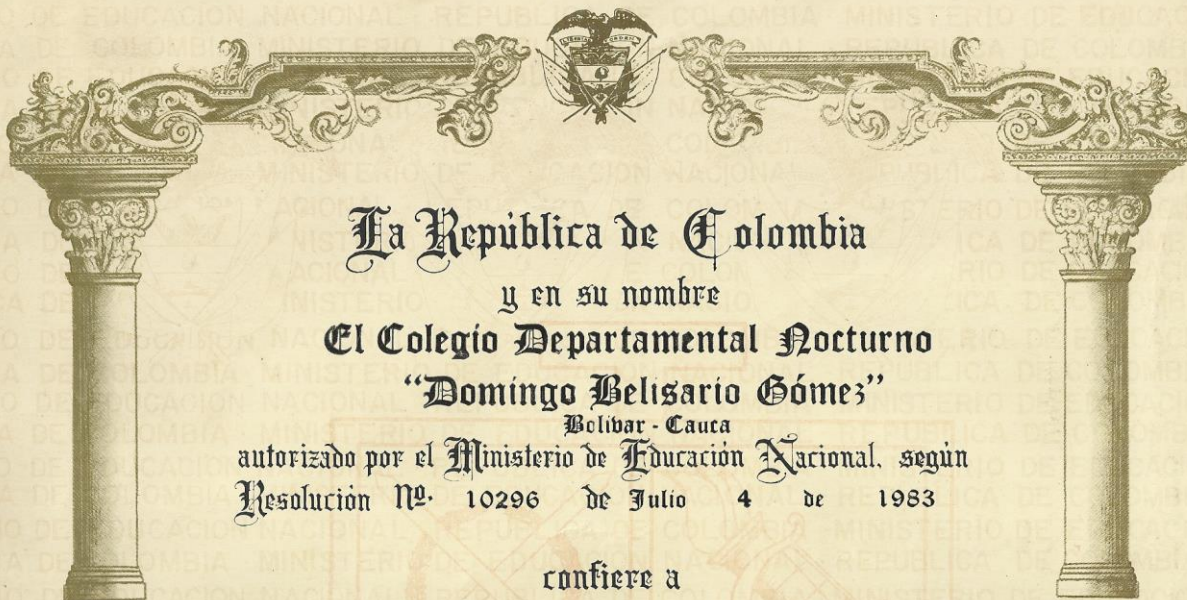 La República de Colombia
y en su nombre
El Colegio Departamental Nocturno
“Domingo Belisario Gómez”
Bolívar - Cauca
autorizado por el Ministerio de Educación Nacional, según
Resolución Nº. 10296 de Julio 4 de 1983
confiere a